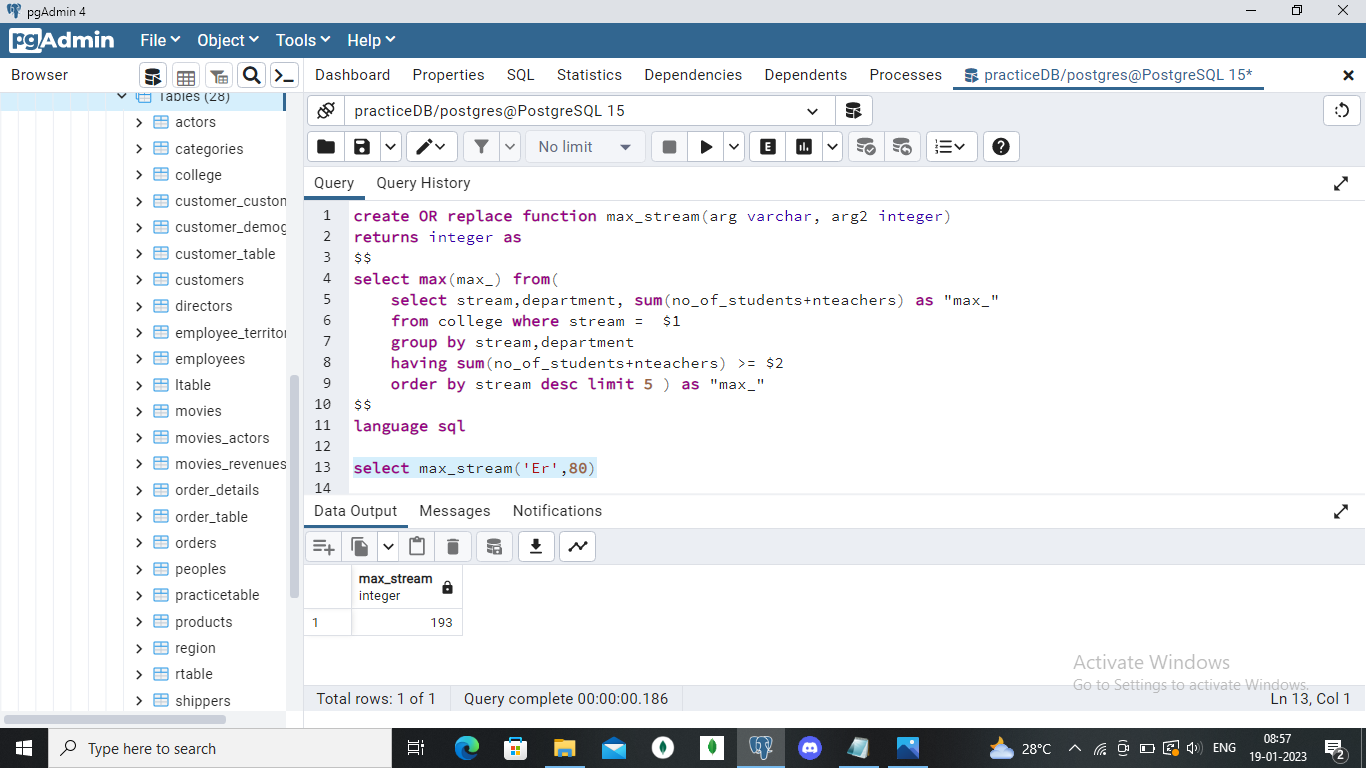 pgAdmin 4
pgAdmin File Object Tools Help
Browser
Dashboard Properties SQL Statistics Dependencies Dependents Processes practiceDB/postgres@PostgreSQL 15*
Tables (28)
actors
categories
college
customer_custon
customer_demog
customer_table
customers
directors
employee_territor
employees
ltable
movies
movies_actors
movies_revenues
order_details
order_table
orders
peoples
practicetable
products
region
rtable
shippers
practiceDB/postgres@PostgreSQL 15
No limit
E
Query Query History
1 create OR replace function max_stream(arg varchar, arg2 integer)
2 returns integer as
3 $$
4 select max(max_) from(
5 select stream,department, sum(no_of_students+nteachers) as "max_"
6 from college where stream = $1
7 group by stream,department
8 having sum(no_of_students+nteachers) >= $2
9 order by stream desc limit 5 ) as "max_"
10 $$
11 language sql
12
13 select max_stream('Er',80)
14
Data Output Messages Notifications
max_stream
integer
1 193
Activate Windows
Go to Settings to activate Windows.
Total rows: 1 of 1 Query complete 00:00:00.186 Ln 13, Col 1
Type here to search
28°C
ENG
08:57
19-01-2023
2